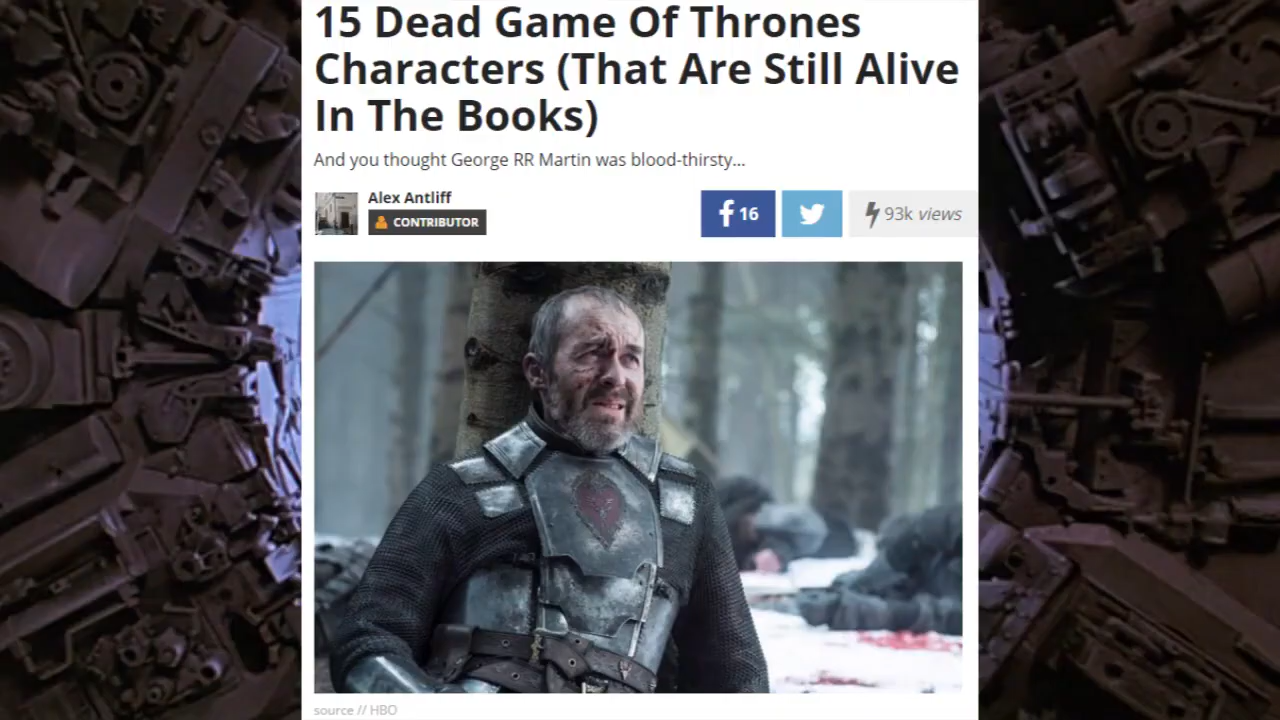 15 Dead Game Of Thrones
Characters (That Are Still Alive
In The Books)
And you thought George RR Martin was blood-thirsty...
Alex Antliff
CONTRIBUTOR
16
93k views
source // HBO